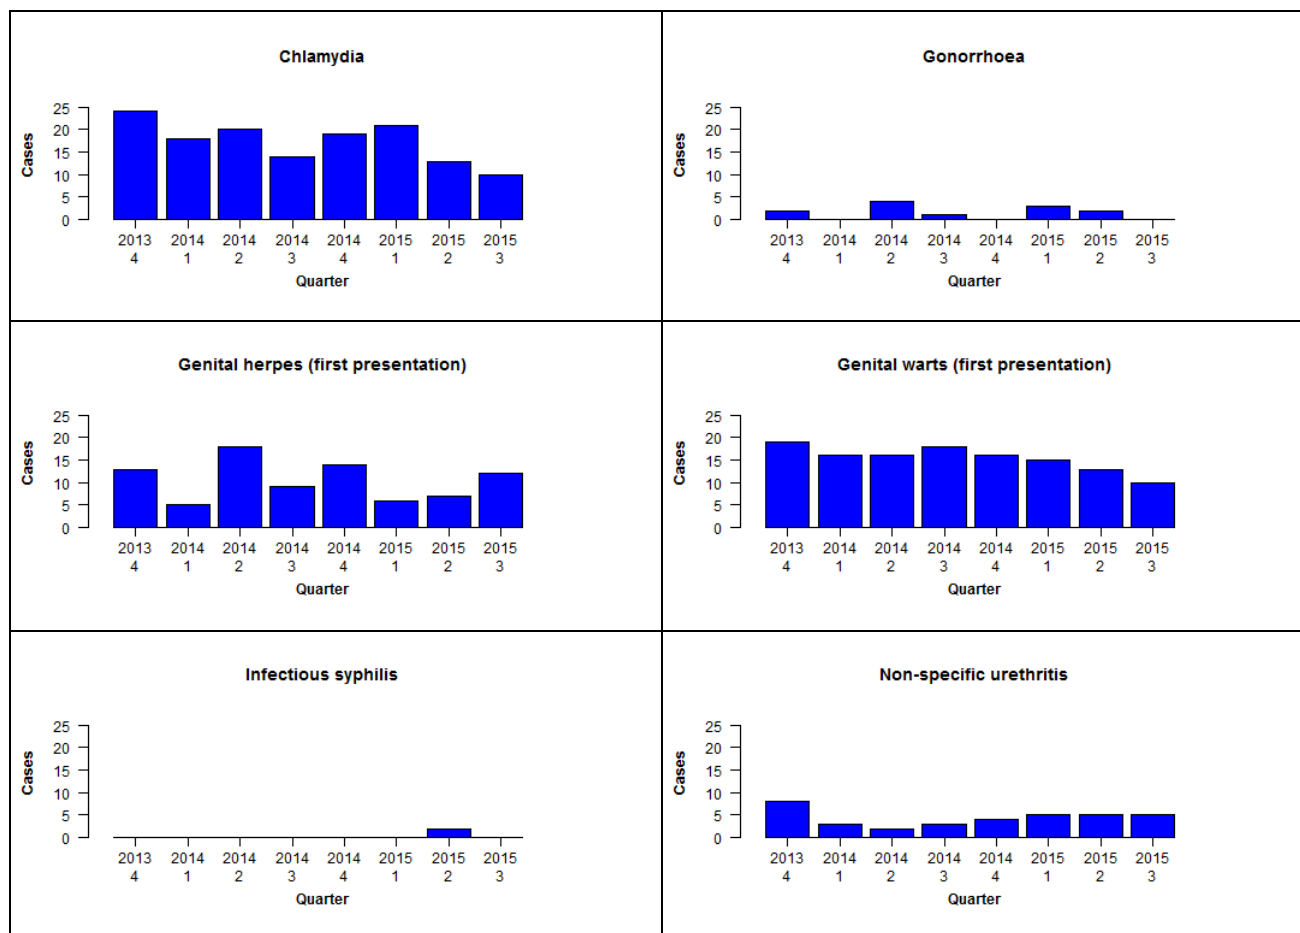 Chlamydia
Cases
25
20
15
10
5
0
2013 2014 2014 2014 2014 2015 2015 2015
4 1 2 3 4 1 2 3
Quarter
Gonorrhoea
Cases
25
20
15
10
5
0
2013 2014 2014 2014 2014 2015 2015 2015
4 1 2 3 4 1 2 3
Quarter
Genital herpes (first presentation)
Cases
25
20
15
10
5
0
2013 2014 2014 2014 2014 2015 2015 2015
4 1 2 3 4 1 2 3
Quarter
Genital warts (first presentation)
Cases
25
20
15
10
5
0
2013 2014 2014 2014 2014 2015 2015 2015
4 1 2 3 4 1 2 3
Quarter
Infectious syphilis
Cases
25
20
15
10
5
0
2013 2014 2014 2014 2014 2015 2015 2015
4 1 2 3 4 1 2 3
Quarter
Non-specific urethritis
Cases
25
20
15
10
5
0
2013 2014 2014 2014 2014 2015 2015 2015
4 1 2 3 4 1 2 3
Quarter